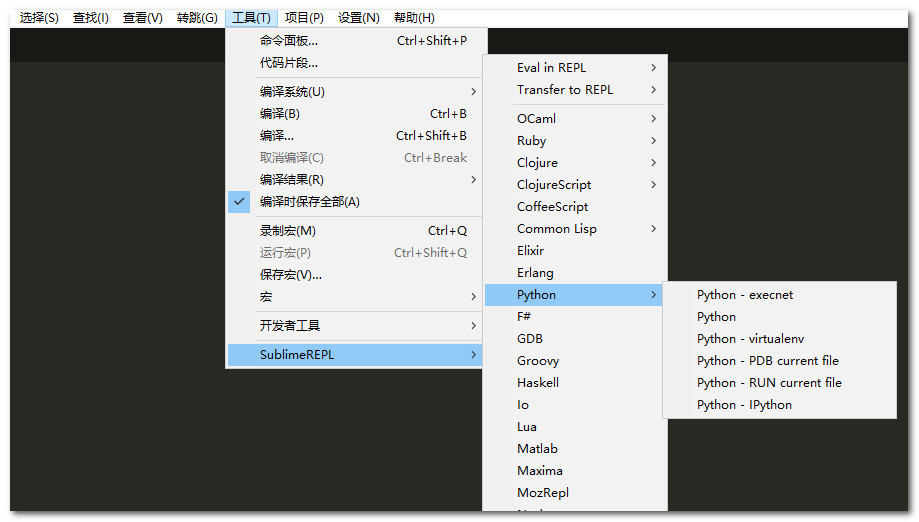 选择(S) 查找(I) 查看(V) 转跳(G) 工具(T) 项目(P) 设置(N) 帮助(H)
命令面板... Ctrl+Shift+P
代码片段...
编译系统(U)
编译(B) Ctrl+B
编译... Ctrl+Shift+B
取消编译(C) Ctrl+Break
编译结果(R)
编译时保存全部(A)
录制宏(M) Ctrl+Q
运行宏(P) Ctrl+Shift+Q
保存宏(V)...
宏
开发者工具
SublimeREPL
Eval in REPL
Transfer to REPL
OCaml
Ruby
Clojure
ClojureScript
CoffeeScript
Common Lisp
Elixir
Erlang
Python
F#
GDB
Groovy
Haskell
Io
Lua
Matlab
Maxima
MozRepl
Python - execnet
Python
Python - virtualenv
Python - PDB current file
Python - RUN current file
Python - IPython